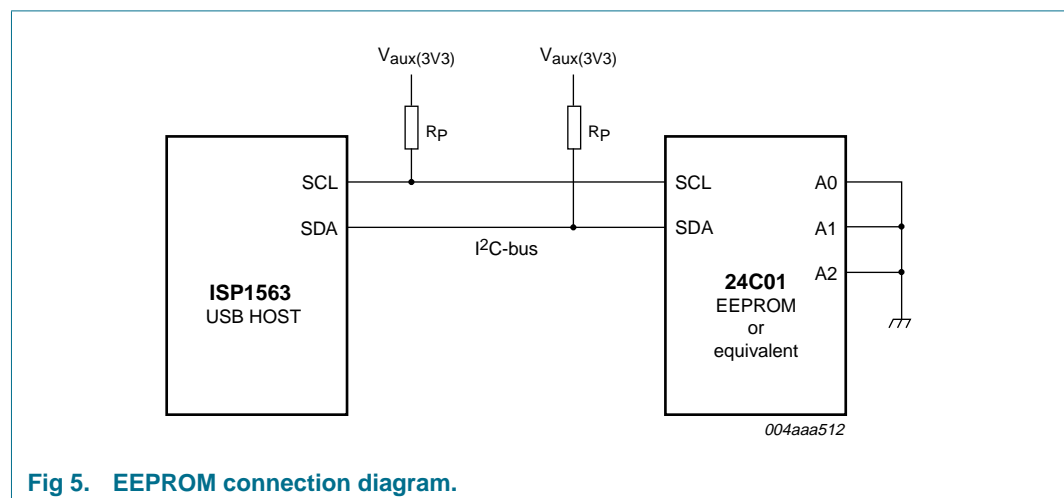 Vaux(3V3) Vaux(3V3)
RP RP
SCL SCL A0
SDA SDA A1
I2C-bus
A2
ISP1563 24C01
USB HOST EEPROM
or
equivalent
004aaa512
Fig 5. EEPROM connection diagram.